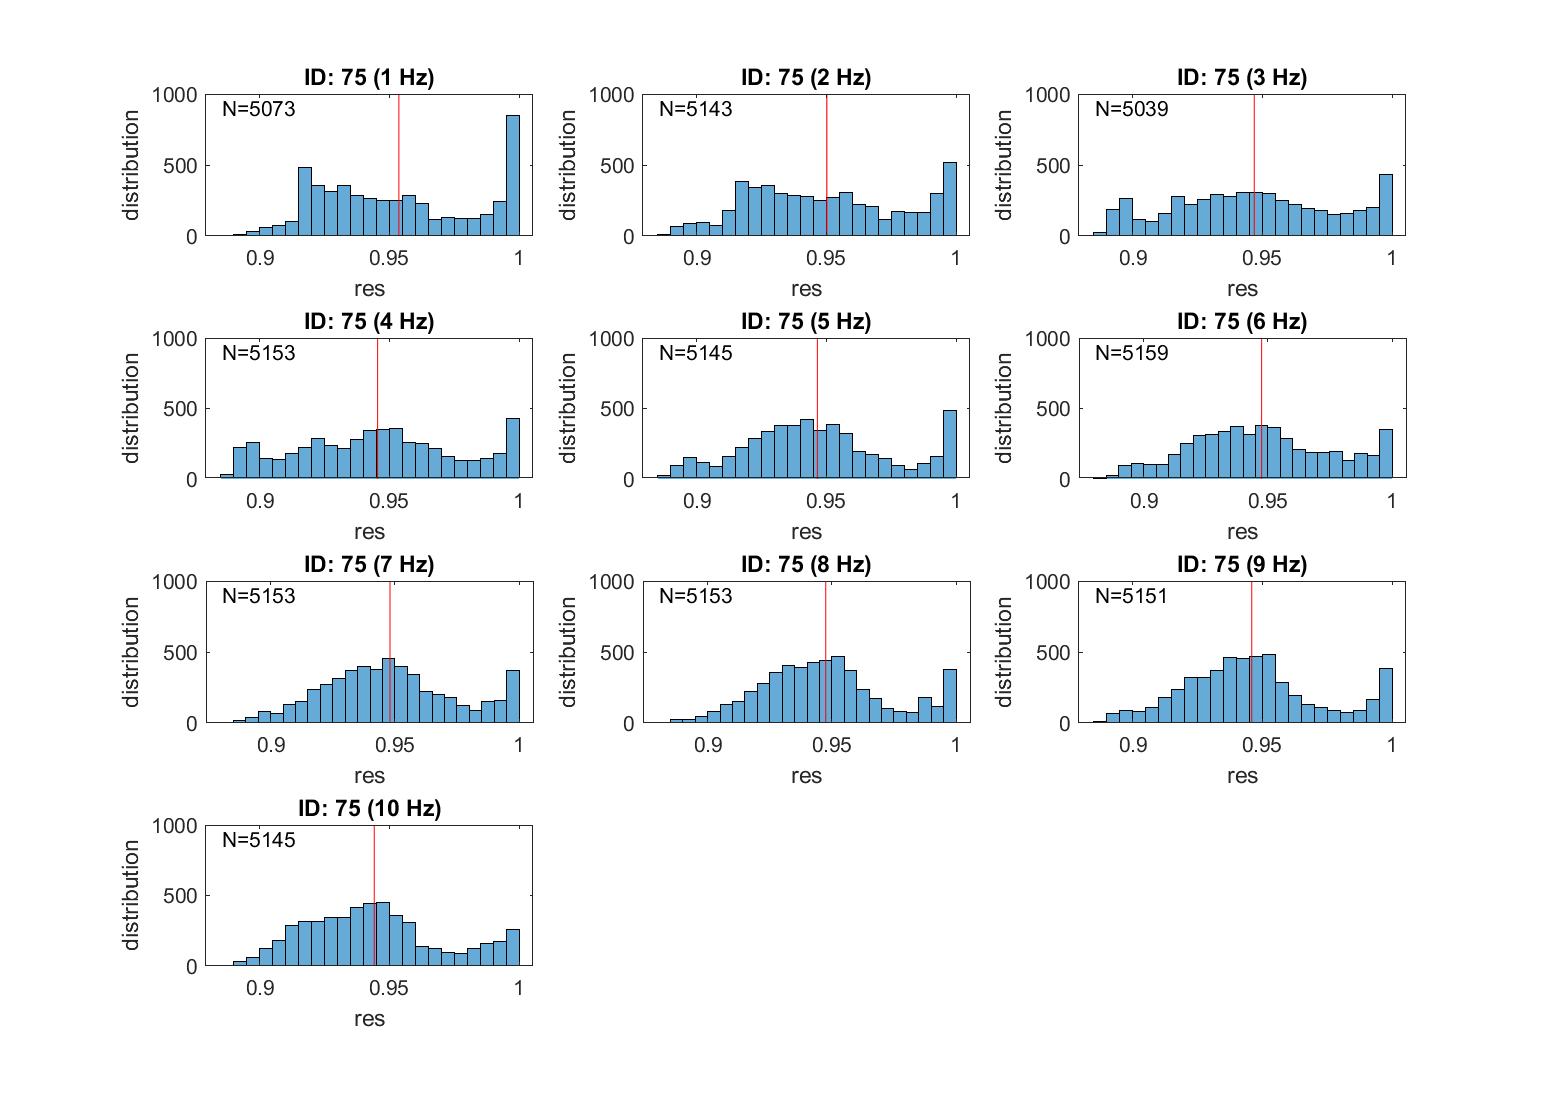 ID: 75 (1 Hz)
N=5073
distribution
1000
500
0
0.9 0.95 1
res
ID: 75 (2 Hz)
N=5143
distribution
1000
500
0
0.9 0.95 1
res
ID: 75 (3 Hz)
N=5039
distribution
1000
500
0
0.9 0.95 1
res
ID: 75 (4 Hz)
N=5153
distribution
1000
500
0
0.9 0.95 1
res
ID: 75 (5 Hz)
N=5145
distribution
1000
500
0
0.9 0.95 1
res
ID: 75 (6 Hz)
N=5159
distribution
1000
500
0
0.9 0.95 1
res
ID: 75 (7 Hz)
N=5153
distribution
1000
500
0
0.9 0.95 1
res
ID: 75 (8 Hz)
N=5153
distribution
1000
500
0
0.9 0.95 1
res
ID: 75 (9 Hz)
N=5151
distribution
1000
500
0
0.9 0.95 1
res
ID: 75 (10 Hz)
N=5145
distribution
1000
500
0
0.9 0.95 1
res